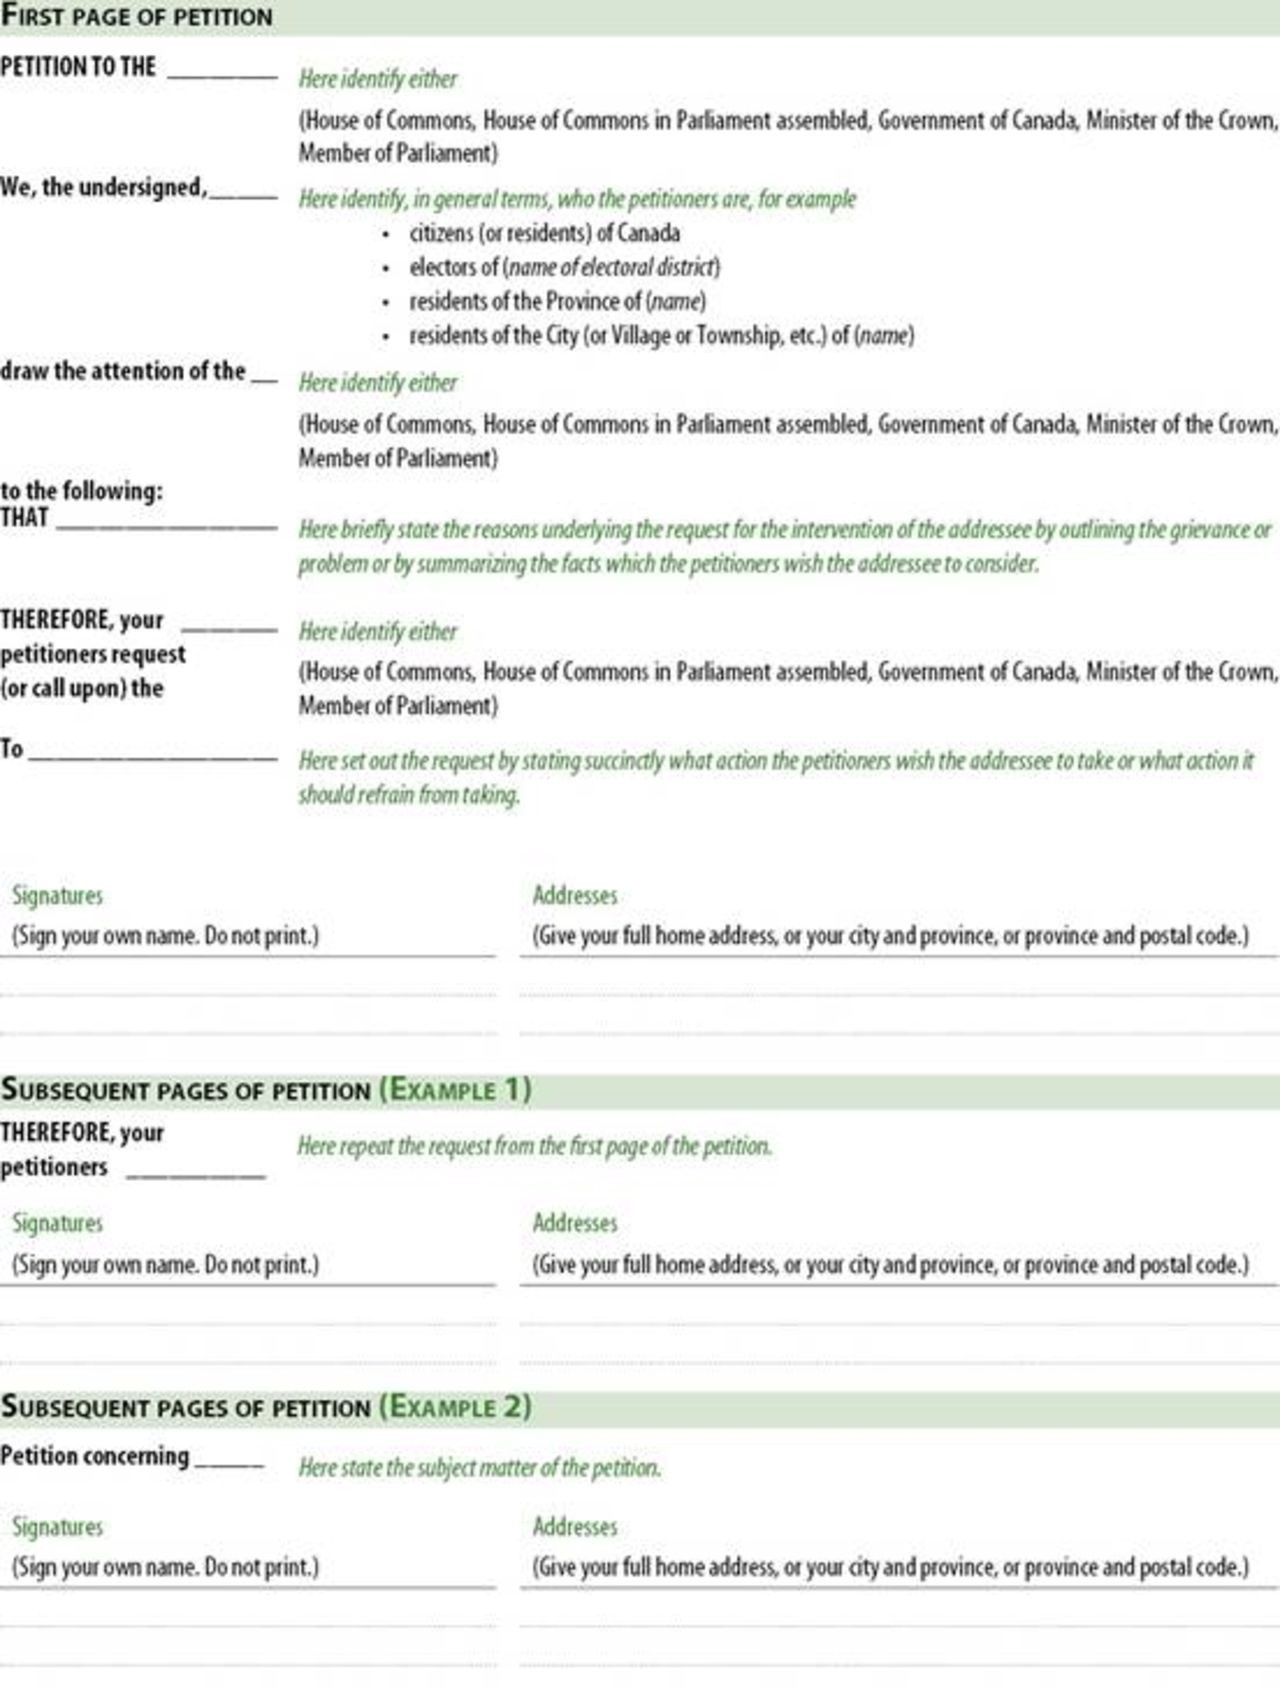 FIRST PAGE OF PETITION
PETITION TO THE ________ Here identify either
(House of Commons, House of Commons in Parliament assembled, Government of Canada, Minister of the Crown,
Member of Parliament)
We, the undersigned,_____ Here identify, in general terms, who the petitioners are, for example
• citizens (or residents) of Canada
• electors of (name of electoral district)
• residents of the Province of (name)
• residents of the City (or Village or Township, etc.) of (name)
draw the attention of the __ Here identify either
(House of Commons, House of Commons in Parliament assembled, Government of Canada, Minister of the Crown,
Member of Parliament)
to the following:
THAT ________________ Here briefly state the reasons underlying the request for the intervention of the addressee by outlining the grievance or
problem or by summarizing the facts which the petitioners wish the addressee to consider.
THEREFORE, your _______ Here identify either
petitioners request
(House of Commons, House of Commons in Parliament assembled, Government of Canada, Minister of the Crown,
(or call upon) the
Member of Parliament)
To __________________ Here set out the request by stating succinctly what action the petitioners wish the addressee to take or what action it
should refrain from taking.
Signatures Addresses
(Sign your own name. Do not print.) (Give your full home address, or your city and province, or province and postal code.)
SUBSEQUENT PAGES OF PETITION (EXAMPLE 1)
THEREFORE, your Here repeat the request from the first page of the petition.
petitioners __________
Signatures Addresses
(Sign your own name. Do not print.) (Give your full home address, or your city and province, or province and postal code.)
SUBSEQUENT PAGES OF PETITION (EXAMPLE 2)
Petition concerning _____ Here state the subject matter of the petition.
Signatures Addresses
(Sign your own name. Do not print.) (Give your full home address, or your city and province, or province and postal code.)